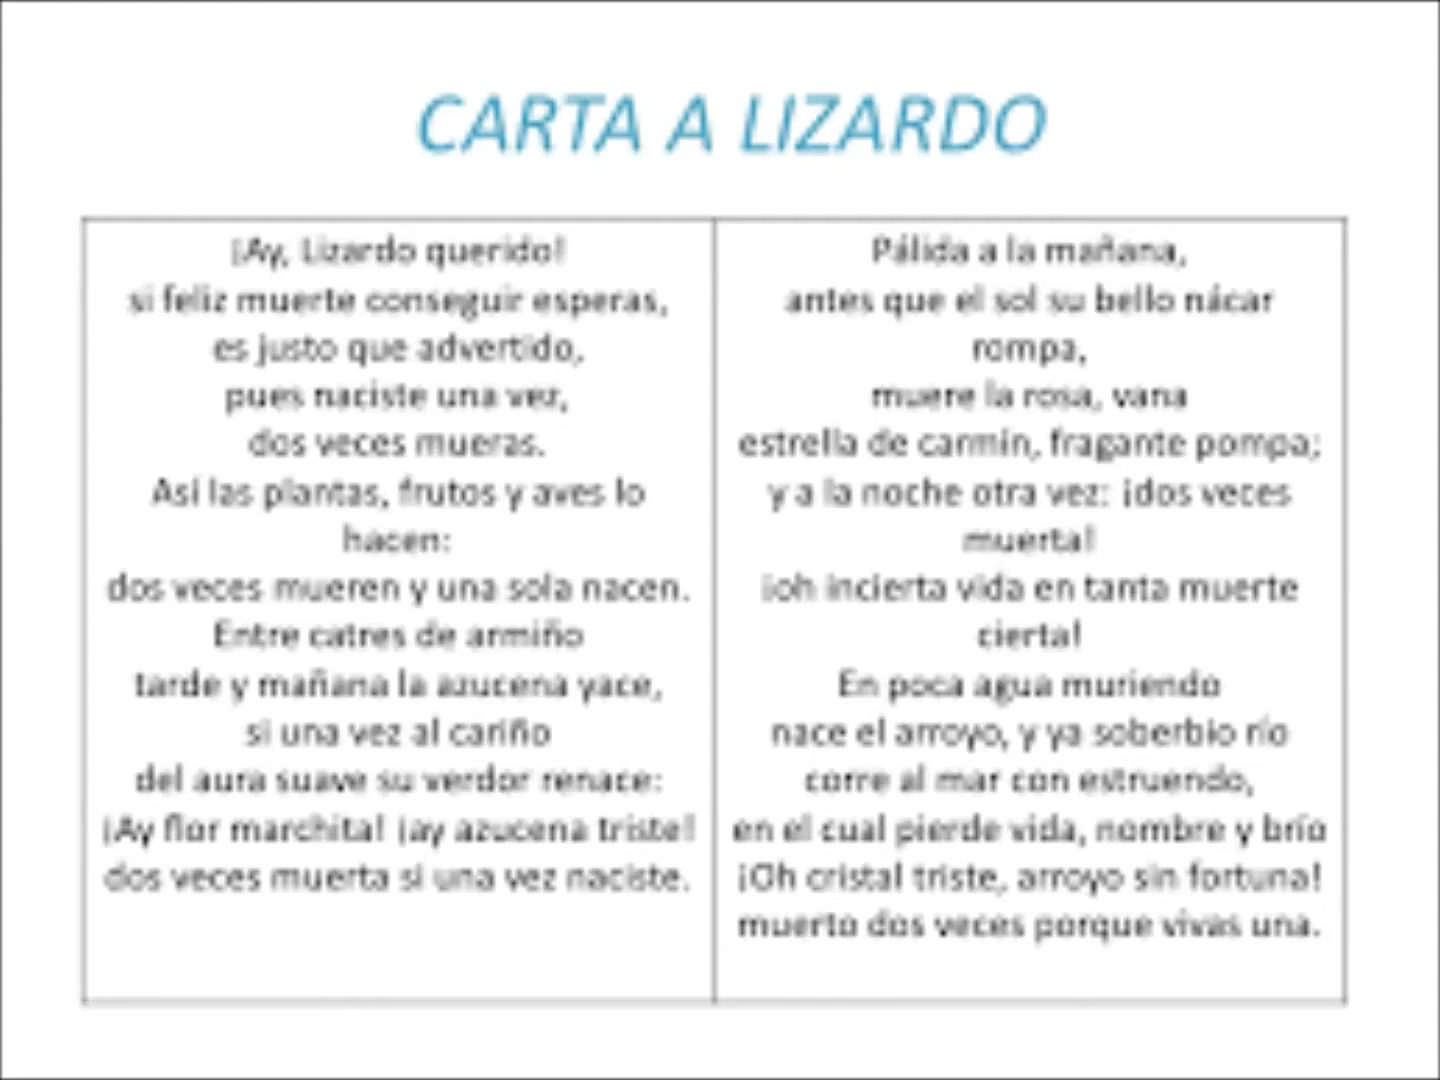 CARTA A LIZARDO
¡Ay, Lizardo querido!
si feliz muerte conseguir esperas,
es justo que advertido,
pues naciste una vez,
dos veces mueras.
Así las plantas, frutos y aves lo
hacen:
dos veces mueren y una sola nacen.
Entre catres de armiño
tarde y mañana la azucena yace,
si una vez al cariño
del aura suave su verdor renace:
¡Ay flor marchita! ¡ay azucena triste!
dos veces muerta si una vez naciste.
Pálida a la mañana,
antes que el sol su bello nácar
rompa,
muere la rosa, vana
estrella de carmín, fragante pompa;
y a la noche otra vez: ¡dos veces
muerta!
¡oh incierta vida en tanta muerte
cierta!
En poca agua muriendo
nace el arroyo, y ya soberbio río
corre al mar con estruendo,
en el cual pierde vida, nombre y brío
¡Oh cristal triste, arroyo sin fortuna!
muerto dos veces porque vivas una.